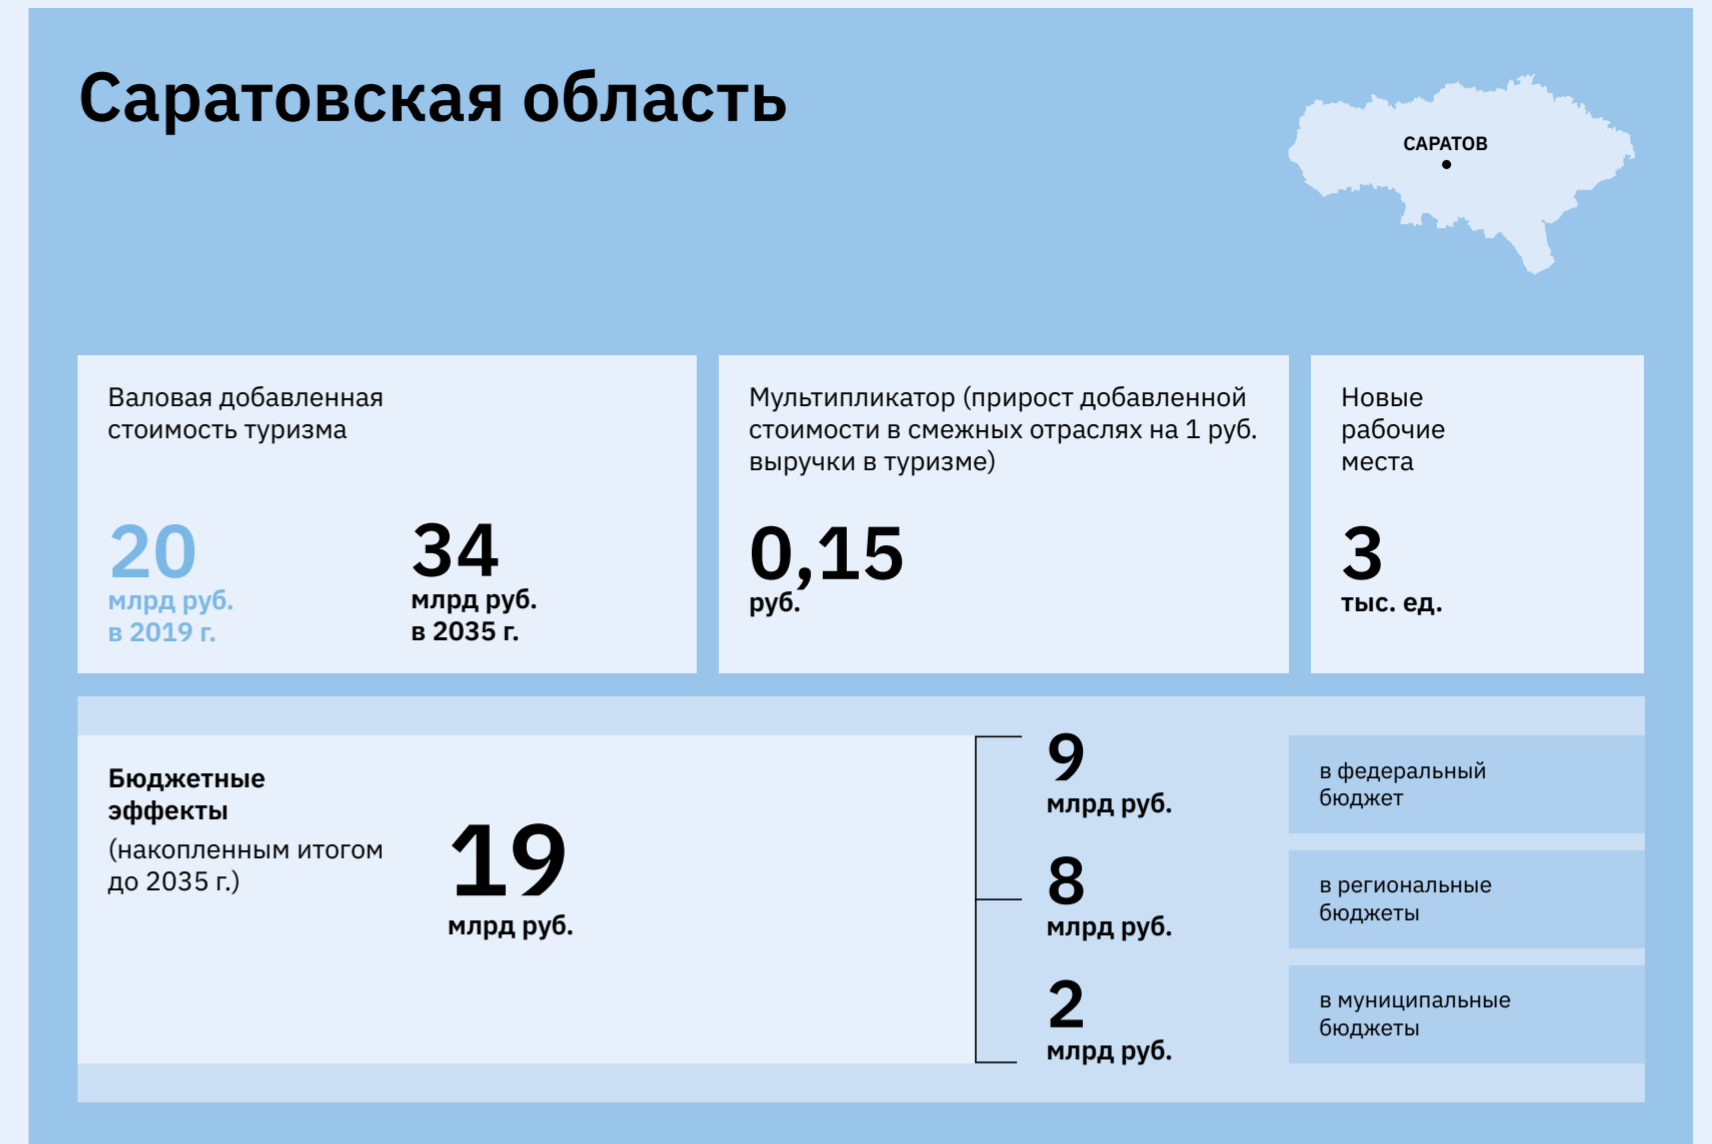 Саратовская область
САРАТОВ
Валовая добавленная
стоимость туризма
20
млрд руб.
в 2019 г.
34
млрд руб.
в 2035 г.
Мультипликатор (прирост добавленной
стоимости в смежных отраслях на 1 руб.
выручки в туризме)
0,15
руб.
Новые
рабочие
места
3
тыс. ед.
Бюджетные
эффекты
(накопленным итогом
до 2035 г.)
19
млрд руб.
9
млрд руб.
в федеральный
бюджет
8
млрд руб.
в региональные
бюджеты
2
млрд руб.
в муниципальные
бюджеты